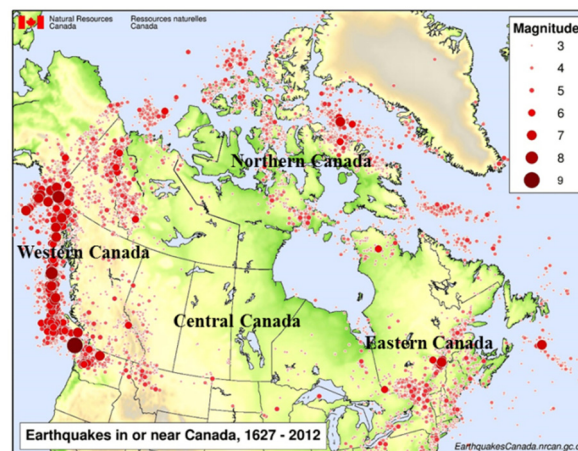 Natural Resources Ressources naturelles
Canada Canada
Magnitude
3
4
5
6
7
8
9
Northern Canada
Western Canada
Central Canada
Eastern Canada
Earthquakes in or near Canada, 1627 - 2012
EarthquakesCanada.nrcan.gc.c